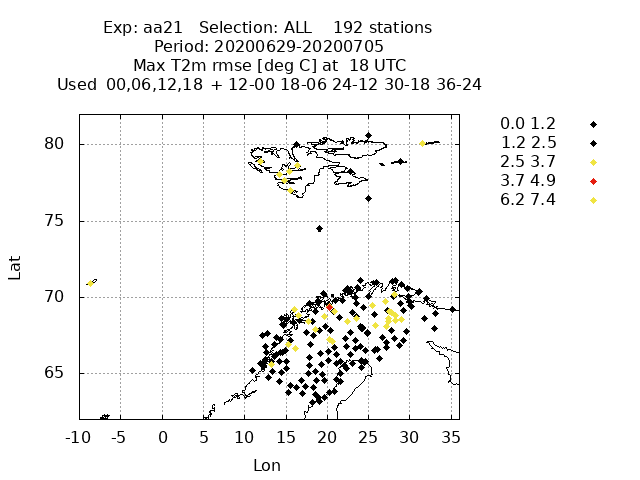 Exp: aa21 Selection: ALL 192 stations
Period: 20200629-20200705
Max T2m rmse [deg C] at 18 UTC
Used 00,06,12,18 + 12-00 18-06 24-12 30-18 36-24
0.0 1.2
1.2 2.5
2.5 3.7
3.7 4.9
6.2 7.4
80
75
70
65
Lat
-10 -5 0 5 10 15 20 25 30 35
Lon